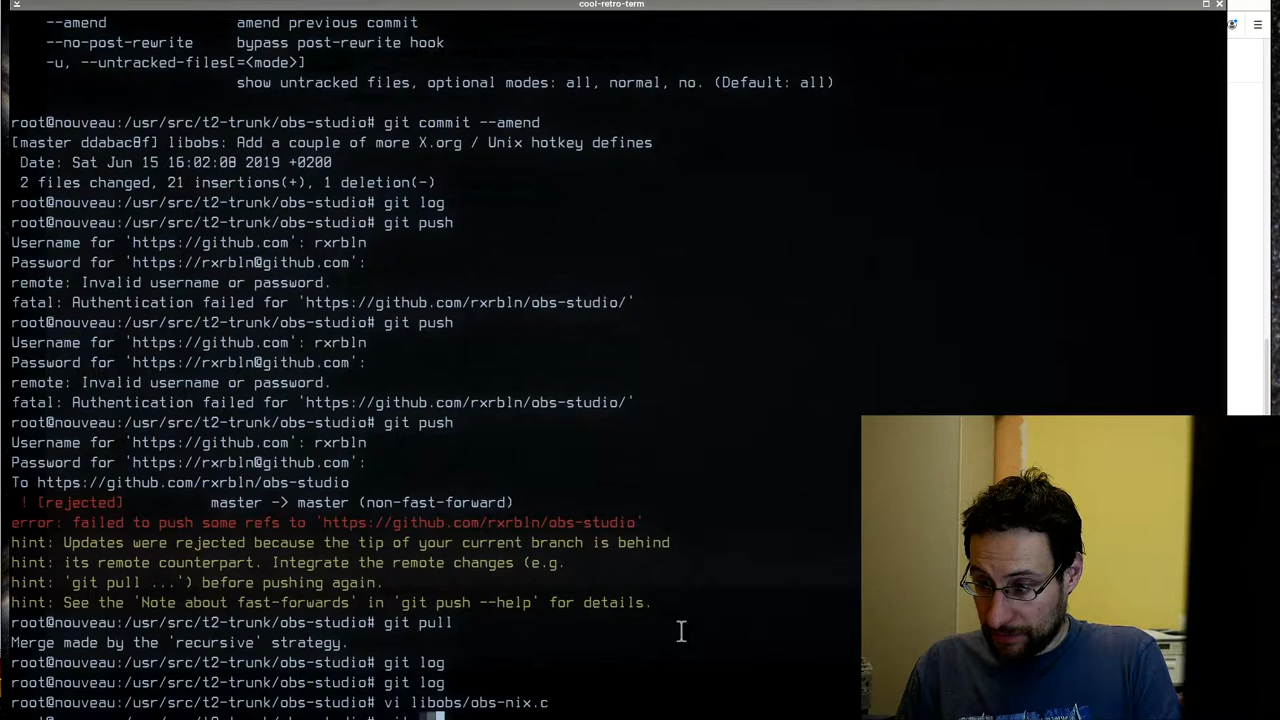 cool-retro-term
--amend amend previous commit
--no-post-rewrite bypass post-rewrite hook
-u, --untracked-files[=<mode>]
show untracked files, optional modes: all, normal, no. (Default: all)
root@nouveau:/usr/src/t2-trunk/obs-studio# git commit --amend
[master ddabac8f] libobs: Add a couple of more X.org / Unix hotkey defines
Date: Sat Jun 15 16:02:08 2019 +0200
2 files changed, 21 insertions(+), 1 deletion(-)
root@nouveau:/usr/src/t2-trunk/obs-studio# git log
root@nouveau:/usr/src/t2-trunk/obs-studio# git push
Username for 'https://github.com': rxrbln
Password for 'https://rxrbln@github.com':
remote: Invalid username or password.
fatal: Authentication failed for 'https://github.com/rxrbln/obs-studio/'
root@nouveau:/usr/src/t2-trunk/obs-studio# git push
Username for 'https://github.com': rxrbln
Password for 'https://rxrbln@github.com':
remote: Invalid username or password.
fatal: Authentication failed for 'https://github.com/rxrbln/obs-studio/'
root@nouveau:/usr/src/t2-trunk/obs-studio# git push
Username for 'https://github.com': rxrbln
Password for 'https://rxrbln@github.com':
To https://github.com/rxrbln/obs-studio
! [rejected] master -> master (non-fast-forward)
error: failed to push some refs to 'https://github.com/rxrbln/obs-studio'
hint: Updates were rejected because the tip of your current branch is behind
hint: its remote counterpart. Integrate the remote changes (e.g.
hint: 'git pull ...') before pushing again.
hint: See the 'Note about fast-forwards' in 'git push --help' for details.
root@nouveau:/usr/src/t2-trunk/obs-studio# git pull
Merge made by the 'recursive' strategy.
root@nouveau:/usr/src/t2-trunk/obs-studio# git log
root@nouveau:/usr/src/t2-trunk/obs-studio# git log
root@nouveau:/usr/src/t2-trunk/obs-studio# vi libobs/obs-nix.c